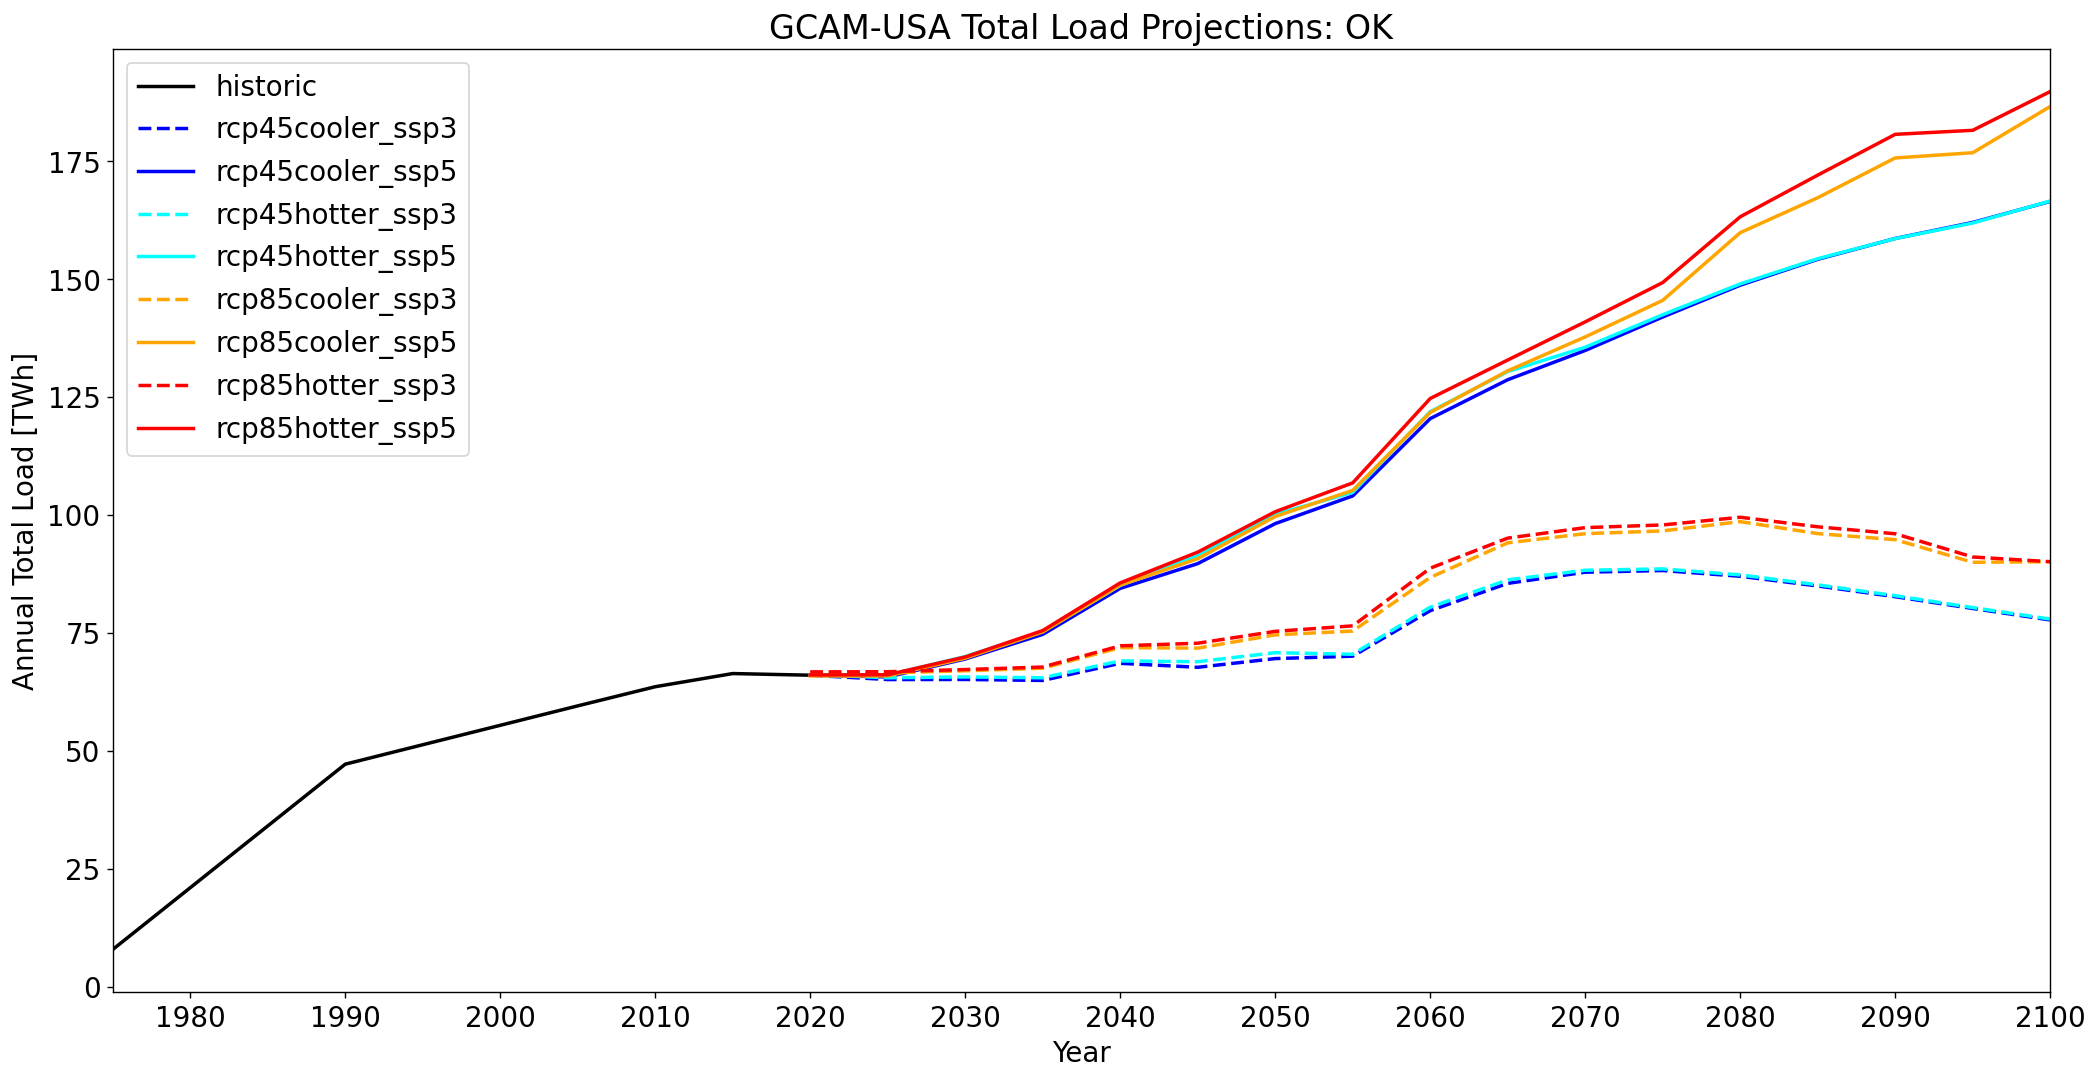 GCAM-USA Total Load Projections: OK
historic
rcp45cooler_ssp3
rcp45cooler_ssp5
rcp45hotter_ssp3
rcp45hotter_ssp5
rcp85cooler_ssp3
rcp85cooler_ssp5
rcp85hotter_ssp3
rcp85hotter_ssp5
Annual Total Load [TWh]
175
150
125
100
75
50
25
0
1980 1990 2000 2010 2020 2030 2040 2050 2060 2070 2080 2090 2100
Year